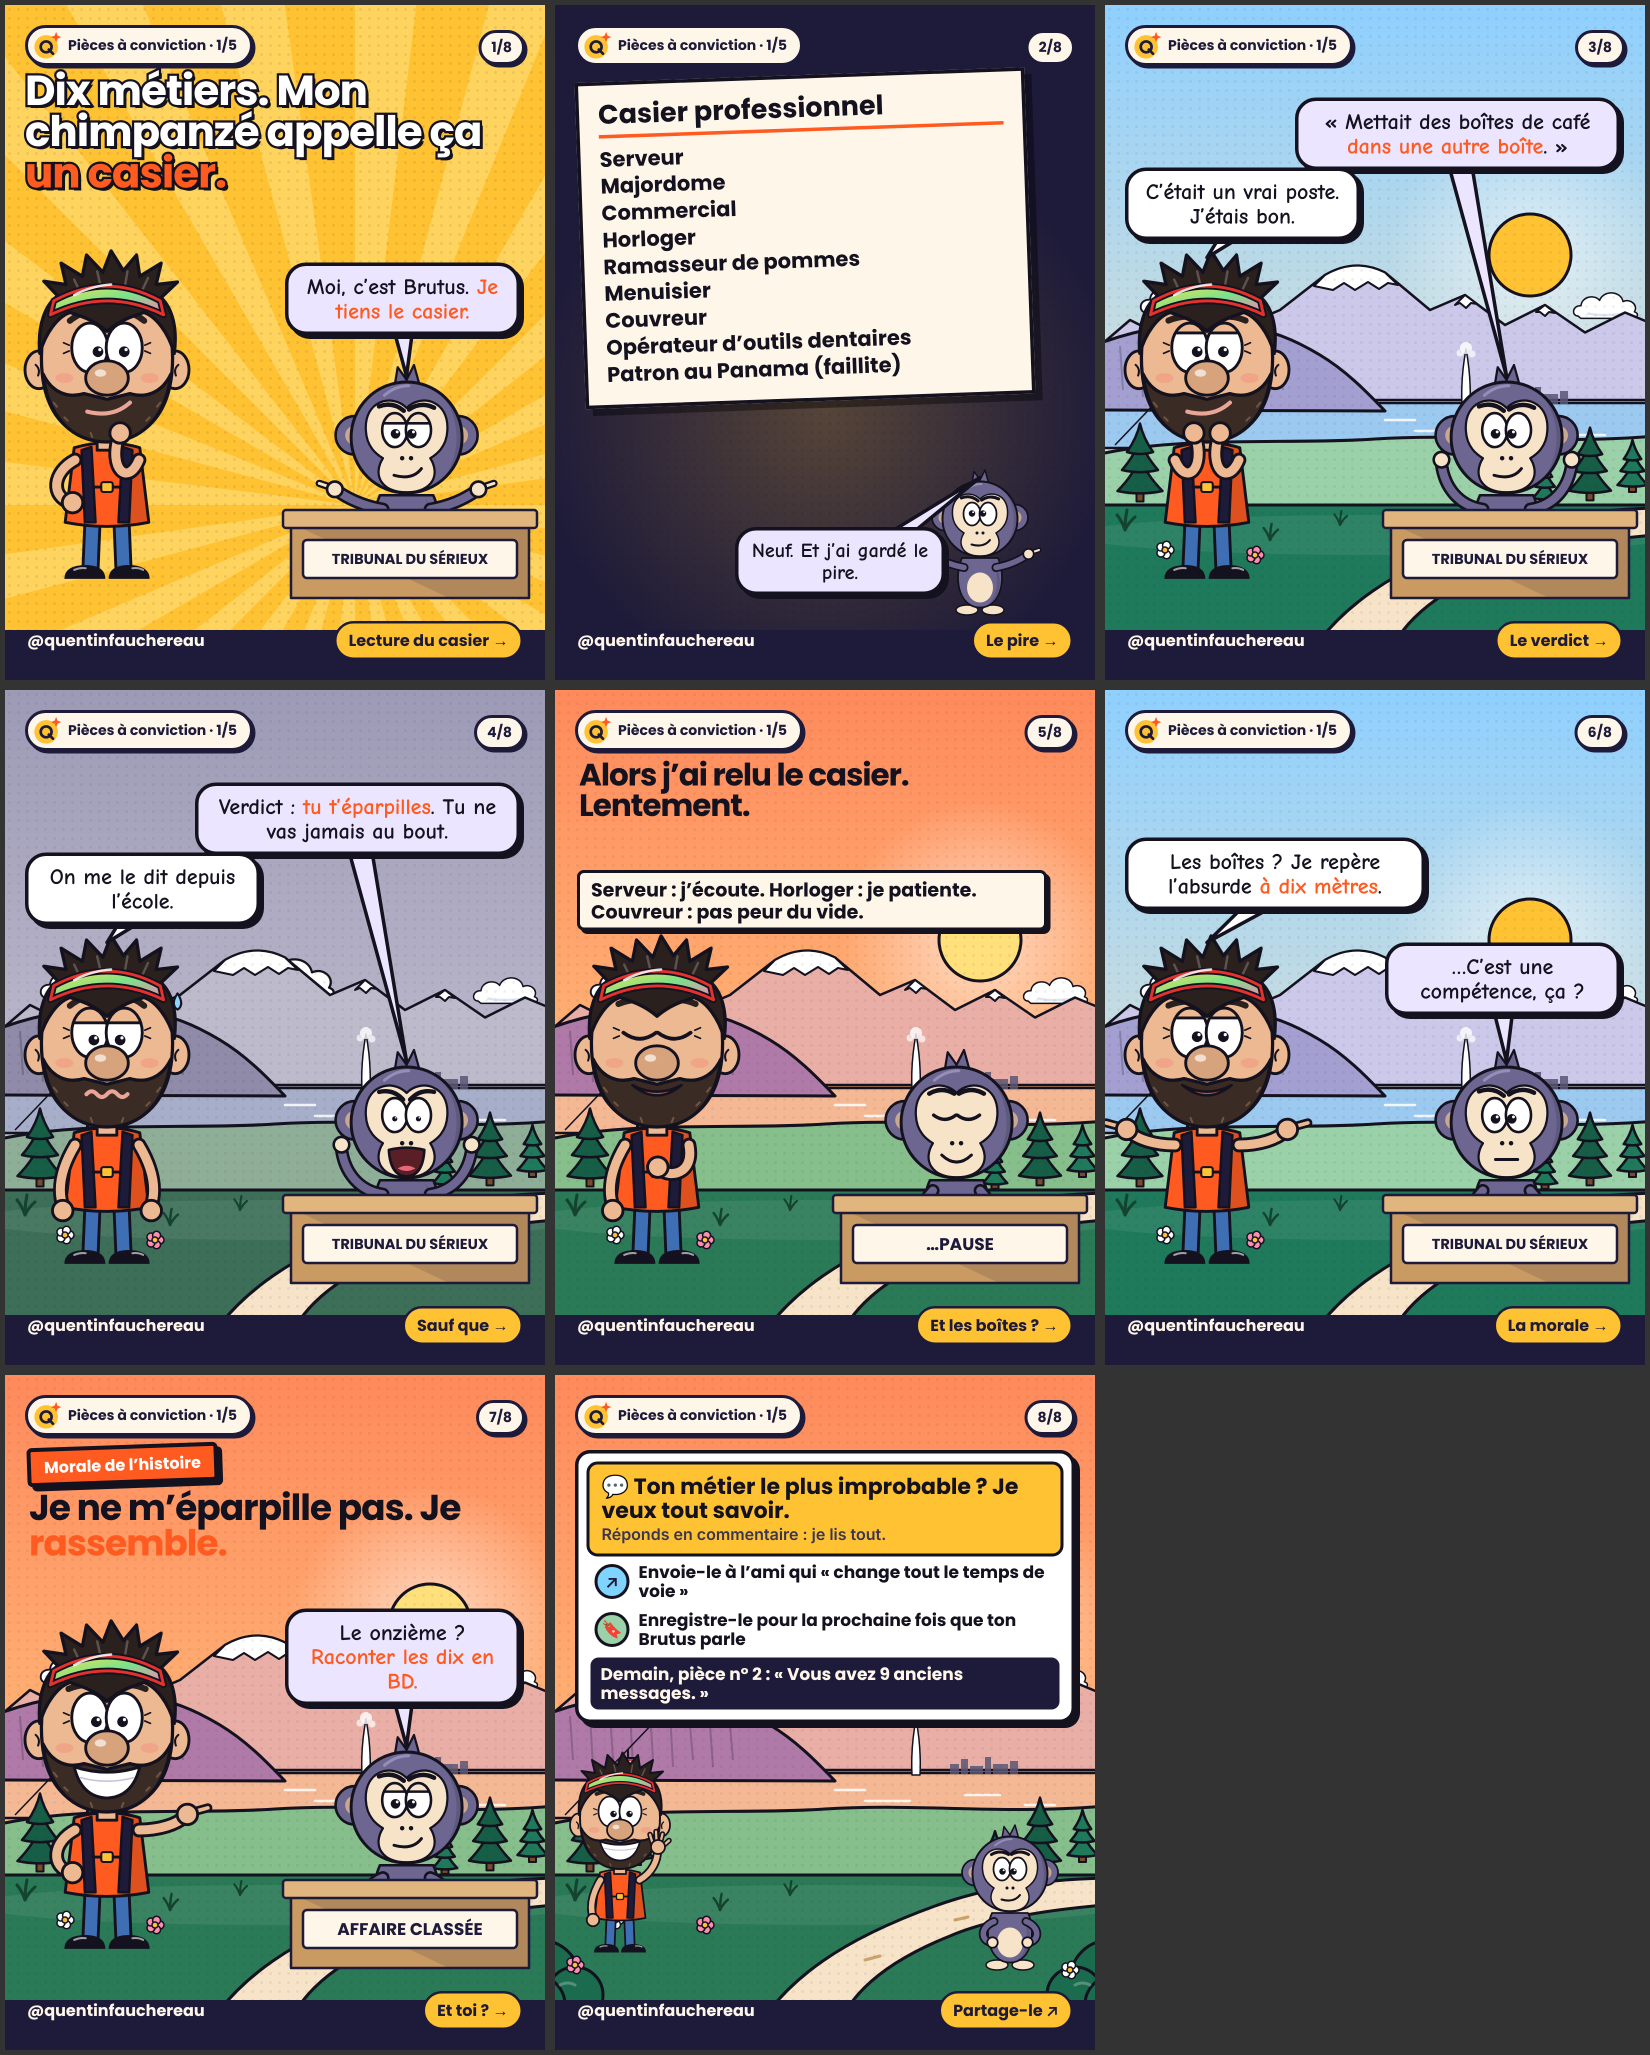 Pièces à conviction · 1/5
1/8
Dix métiers. Mon
chimpanzé appelle ça
un casier.
Moi, c'est Brutus. Je
tiens le casier.
TRIBUNAL DU SÉRIEUX
@quentinfauchereau
Lecture du casier →
Pièces à conviction · 1/5
2/8
Casier professionnel
Serveur
Majordome
Commercial
Horloger
Ramasseur de pommes
Menuisier
Couvreur
Opérateur d'outils dentaires
Patron au Panama (faillite)
Neuf. Et j'ai gardé le
pire.
@quentinfauchereau
Le pire →
Pièces à conviction · 1/5
3/8
« Mettait des boîtes de café
dans une autre boîte. »
C'était un vrai poste.
J'étais bon.
TRIBUNAL DU SÉRIEUX
@quentinfauchereau
Le verdict →
Pièces à conviction · 1/5
4/8
Verdict : tu t'éparpilles. Tu ne
vas jamais au bout.
On me le dit depuis
l'école.
TRIBUNAL DU SÉRIEUX
@quentinfauchereau
Sauf que →
Pièces à conviction · 1/5
5/8
Alors j'ai relu le casier.
Lentement.
Serveur : j'écoute. Horloger : je patiente.
Couvreur : pas peur du vide.
...PAUSE
@quentinfauchereau
Et les boîtes ? →
Pièces à conviction · 1/5
6/8
Les boîtes ? Je repère
l'absurde à dix mètres.
...C'est une
compétence, ça ?
TRIBUNAL DU SÉRIEUX
@quentinfauchereau
La morale →
Pièces à conviction · 1/5
7/8
Morale de l'histoire
Je ne m'éparpille pas. Je
rassemble.
Le onzième ?
Raconter les dix en
BD.
AFFAIRE CLASSÉE
@quentinfauchereau
Et toi ? →
Pièces à conviction · 1/5
8/8
💬 Ton métier le plus improbable ? Je
veux tout savoir.
Réponds en commentaire : je lis tout.
Envoie-le à l'ami qui « change tout le temps de
voie »
Enregistre-le pour la prochaine fois que ton
Brutus parle
Demain, pièce n° 2 : « Vous avez 9 anciens
messages. »
@quentinfauchereau
Partage-le ↗